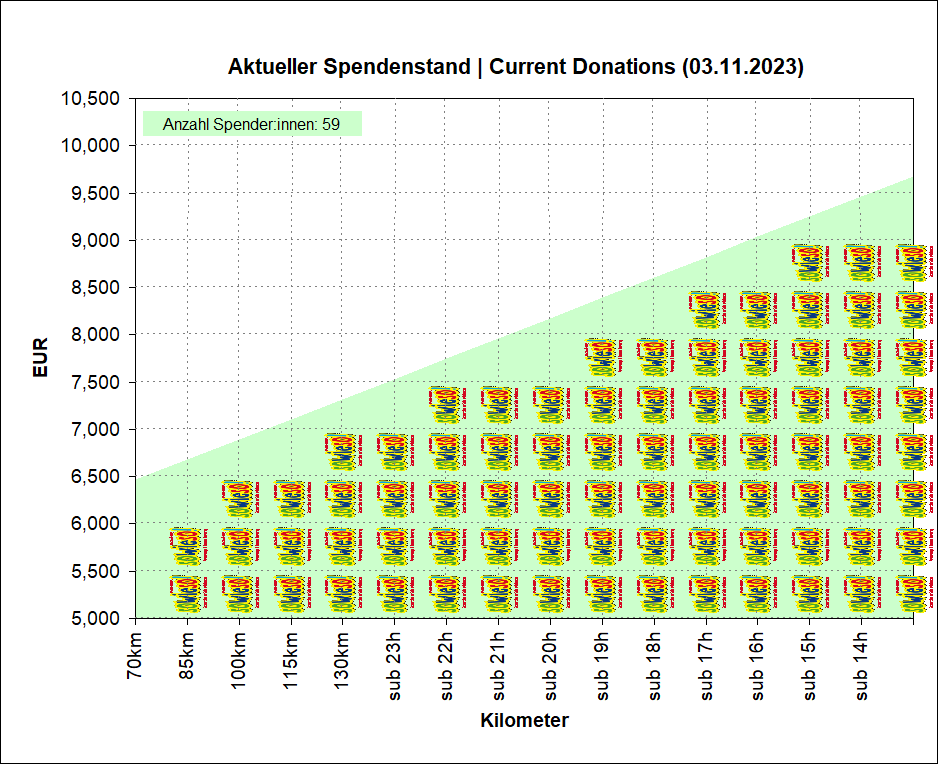 Aktueller Spendenstand | Current Donations (03.11.2023)
Anzahl Spender:innen: 59
EUR
10,500
10,000
9,500
9,000
8,500
8,000
7,500
7,000
6,500
6,000
5,500
5,000
70km
85km
100km
115km
130km
sub 23h
sub 22h
sub 21h
sub 20h
sub 19h
sub 18h
sub 17h
sub 16h
sub 15h
sub 14h
Kilometer